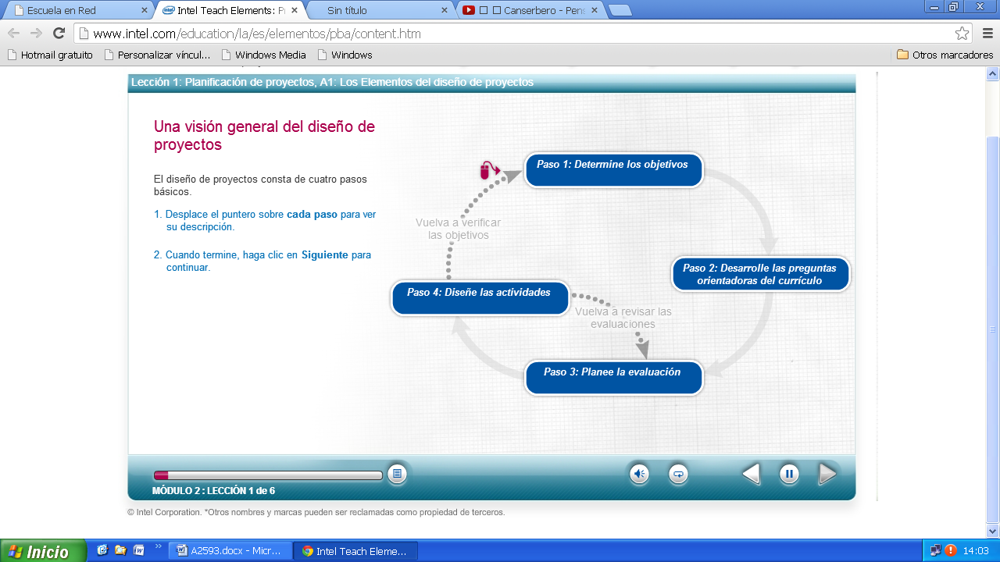 Escuela en Red
Intel Teach Elements: Pr
Sin título
Canserbero - Pens
www.intel.com/education/la/es/elementos/pba/content.htm
Hotmail gratuito
Personalizar víncul...
Windows Media
Windows
Otros marcadores
Lección 1: Planificación de proyectos, A1: Los Elementos del diseño de proyectos
Una visión general del diseño de
proyectos
El diseño de proyectos consta de cuatro pasos
básicos.
1. Desplace el puntero sobre cada paso para ver
su descripción.
2. Cuando termine, haga clic en Siguiente para
continuar.
Paso 1: Determine los objetivos
Vuelva a verificar
las objetivos
Paso 2: Desarrolle las preguntas
orientadoras del currículo
Paso 4: Diseñe las actividades
Vuelva a revisar las
evaluaciones
Paso 3: Planee la evaluación
MÓDULO 2 : LECCIÓN 1 de 6
© Intel Corporation. *Otros nombres y marcas pueden ser reclamadas como propiedad de terceros.
Inicio
A2593.docx - Micr...
Intel Teach Eleme...
14:03